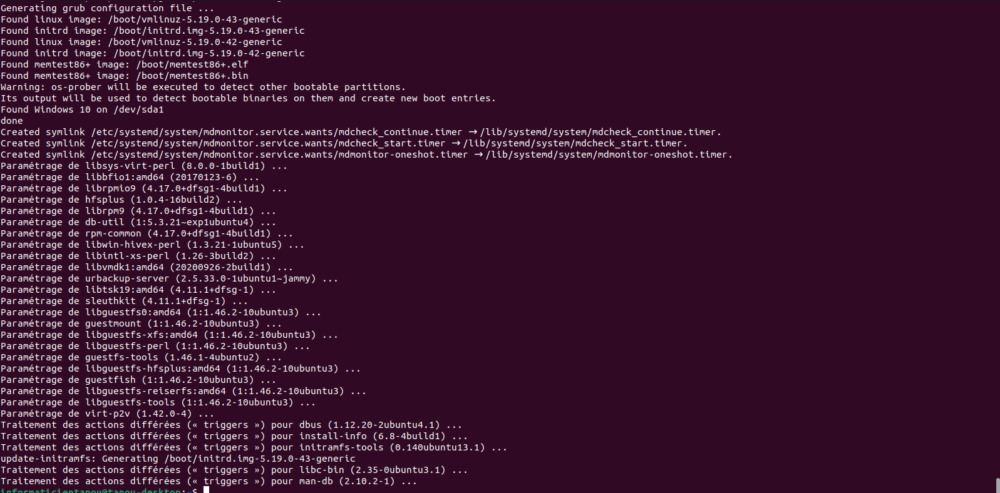 Generating grub configuration file ...
Found linux image: /boot/vmlinuz-5.19.0-43-generic
Found initrd image: /boot/initrd.img-5.19.0-43-generic
Found linux image: /boot/vmlinuz-5.19.0-42-generic
Found initrd image: /boot/initrd.img-5.19.0-42-generic
Found memtest86+ image: /boot/memtest86+.elf
Found memtest86+ image: /boot/memtest86+.bin
Warning: os-prober will be executed to detect other bootable partitions.
Its output will be used to detect bootable binaries on them and create new boot entries.
Found Windows 10 on /dev/sda1
done
Created symlink /etc/systemd/system/mdmonitor.service.wants/mdcheck_continue.timer → /lib/systemd/system/mdcheck_continue.timer.
Created symlink /etc/systemd/system/mdmonitor.service.wants/mdcheck_start.timer → /lib/systemd/system/mdcheck_start.timer.
Created symlink /etc/systemd/system/mdmonitor.service.wants/mdmonitor-oneshot.timer → /lib/systemd/system/mdmonitor-oneshot.timer.
Paramétrage de libsys-virt-perl (8.0.0-1build1) ...
Paramétrage de libbfio1:amd64 (20170123-6) ...
Paramétrage de librpmio9 (4.17.0+dfsg1-4build1) ...
Paramétrage de hfsplus (1.0.4-16build2) ...
Paramétrage de librpm9 (4.17.0+dfsg1-4build1) ...
Paramétrage de db-util (1:5.3.21~exp1ubuntu4) ...
Paramétrage de rpm-common (4.17.0+dfsg1-4build1) ...
Paramétrage de libwin-hivex-perl (1.3.21-1ubuntu5) ...
Paramétrage de libintl-xs-perl (1.26-3build2) ...
Paramétrage de libvmdk1:amd64 (20200926-2build1) ...
Paramétrage de urbackup-server (2.5.33.0-1ubuntu1~jammy) ...
Paramétrage de libtsk19:amd64 (4.11.1+dfsg-1) ...
Paramétrage de sleuthkit (4.11.1+dfsg-1) ...
Paramétrage de libguestfs0:amd64 (1:1.46.2-10ubuntu3) ...
Paramétrage de guestmount (1:1.46.2-10ubuntu3) ...
Paramétrage de libguestfs-xfs:amd64 (1:1.46.2-10ubuntu3) ...
Paramétrage de libguestfs-perl (1:1.46.2-10ubuntu3) ...
Paramétrage de guestfs-tools (1.46.1-4ubuntu2) ...
Paramétrage de libguestfs-hfsplus:amd64 (1:1.46.2-10ubuntu3) ...
Paramétrage de guestfish (1:1.46.2-10ubuntu3) ...
Paramétrage de libguestfs-reiserfs:amd64 (1:1.46.2-10ubuntu3) ...
Paramétrage de libguestfs-tools (1:1.46.2-10ubuntu3) ...
Paramétrage de virt-p2v (1.42.0-4) ...
Traitement des actions différées (« triggers ») pour dbus (1.12.20-2ubuntu4.1) ...
Traitement des actions différées (« triggers ») pour install-info (6.8-4build1) ...
Traitement des actions différées (« triggers ») pour initramfs-tools (0.140ubuntu13.1) ...
update-initramfs: Generating /boot/initrd.img-5.19.0-43-generic
Traitement des actions différées (« triggers ») pour libc-bin (2.35-0ubuntu3.1) ...
Traitement des actions différées (« triggers ») pour man-db (2.10.2-1) ...
informaticientanou@tanou-desktop:~$